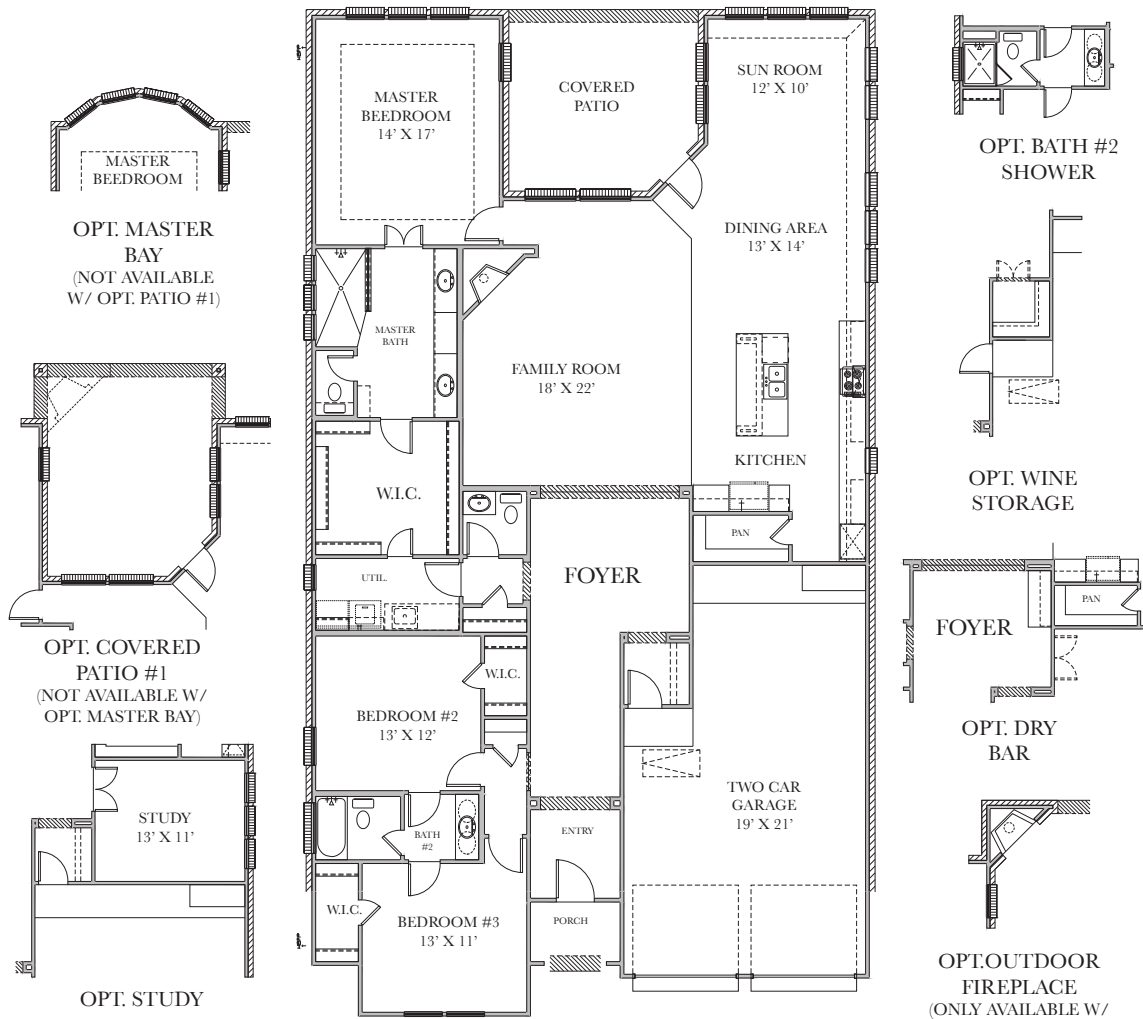 MASTER
BEEDROOM
14' X 17'
COVERED
PATIO
SUN ROOM
12' X 10'
DINING AREA
13' X 14'
MASTER
BATH
FAMILY ROOM
18' X 22'
KITCHEN
W.I.C.
PAN
UTIL.
FOYER
W.I.C.
BEDROOM #2
13' X 12'
TWO CAR
GARAGE
19' X 21'
BATH
#2
ENTRY
W.I.C.
BEDROOM #3
13' X 11'
PORCH
MASTER
BEEDROOM
OPT. MASTER
BAY
(NOT AVAILABLE
W/ OPT. PATIO #1)
OPT. COVERED
PATIO #1
(NOT AVAILABLE W/
OPT. MASTER BAY)
STUDY
13' X 11'
OPT. STUDY
OPT. BATH #2
SHOWER
OPT. WINE
STORAGE
PAN
FOYER
OPT. DRY
BAR
OPT.OUTDOOR
FIREPLACE
(ONLY AVAILABLE W/